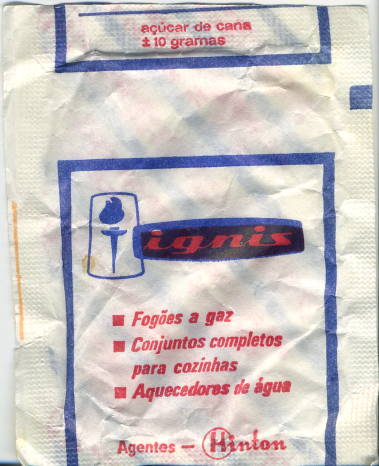 açúcar de cana
± 10 gramas
ignis
Fogões a gaz
Conjuntos completos
para cozinhas
Aquecedores de água
Agentes — Hinton